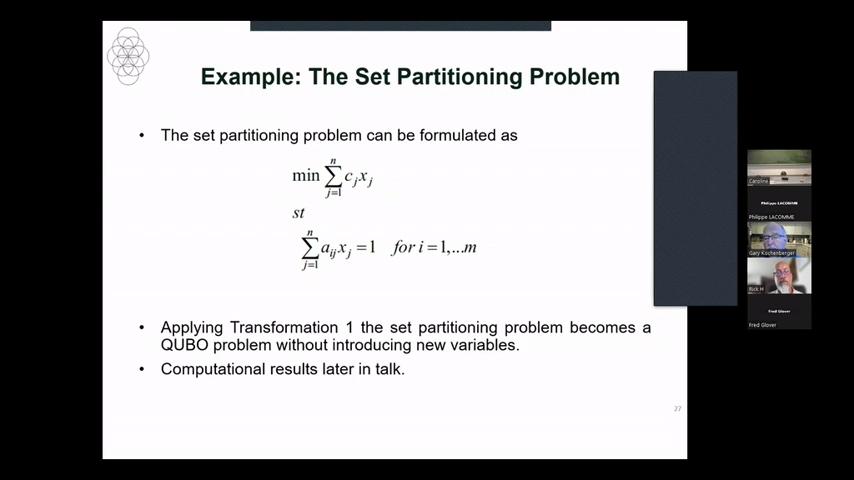 Example: The Set Partitioning Problem
• The set partitioning problem can be formulated as
min ∑_{j=1}^{n} c_j x_j
st
∑_{j=1}^{n} a_{ij} x_j = 1 for i = 1,...m
• Applying Transformation 1 the set partitioning problem becomes a
QUBO problem without introducing new variables.
• Computational results later in talk.
27
Caroline
Philippe LACOMME
Philippe LACOMME
Gary Kochenberger
Rick H
Fred Glover
Fred Glover